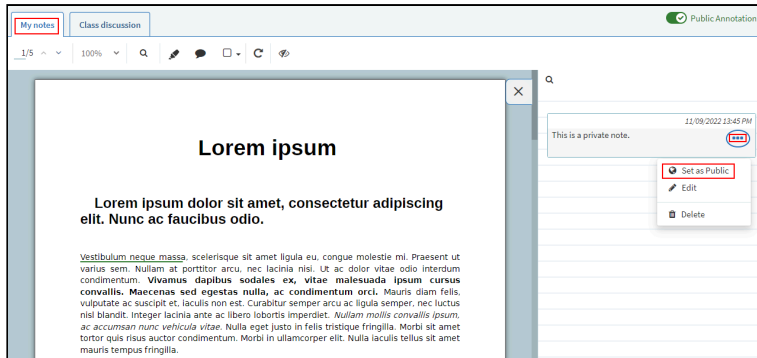 My notes
Class discussion
Public Annotation
1/5
100%
Lorem ipsum
Lorem ipsum dolor sit amet, consectetur adipiscing
elit. Nunc ac faucibus odio.
Vestibulum neque massa, scelerisque sit amet ligula eu, congue molestie mi. Praesent ut
varius sem. Nullam at porttitor arcu, nec lacinia nisi. Ut ac dolor vitae odio interdum
condimentum. Vivamus dapibus sodales ex, vitae malesuada ipsum cursus
convallis. Maecenas sed egestas nulla, ac condimentum orci. Mauris diam felis,
vulputate ac suscipit et, iaculis non est. Curabitur semper arcu ac ligula semper, nec luctus
nisl blandit. Integer lacinia ante ac libero lobortis imperdiet. Nullam mollis convallis ipsum,
ac accumsan nunc vehicula vitae. Nulla eget justo in felis tristique fringilla. Morbi sit amet
tortor quis risus auctor condimentum. Morbi in ullamcorper elit. Nulla iaculis tellus sit amet
mauris tempus fringilla.
11/09/2022 13:45 PM
This is a private note.
Set as Public
Edit
Delete